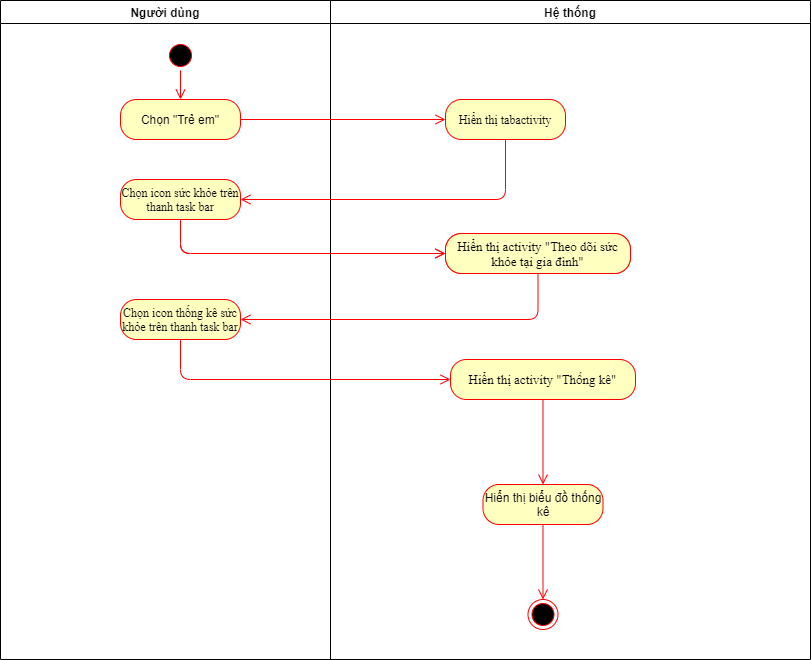 Người dùng
Hệ thống
Chọn "Trẻ em"
Hiển thị tabactivity
Chọn icon sức khỏe trên
thanh task bar
Hiển thị activity "Theo dõi sức
khỏe tại gia đình"
Chọn icon thống kê sức
khỏe trên thanh task bar
Hiển thị activity "Thống kê"
Hiển thị biểu đồ thống
kê